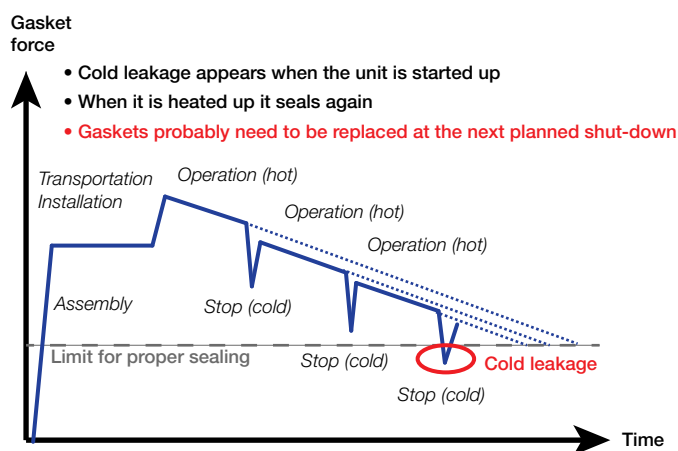 Gasket
force
• Cold leakage appears when the unit is started up
• When it is heated up it seals again
• Gaskets probably need to be replaced at the next planned shut-down
Transportation
Installation
Operation (hot)
Operation (hot)
Operation (hot)
Assembly
Stop (cold)
Limit for proper sealing
Stop (cold)
Cold leakage
Stop (cold)
Time